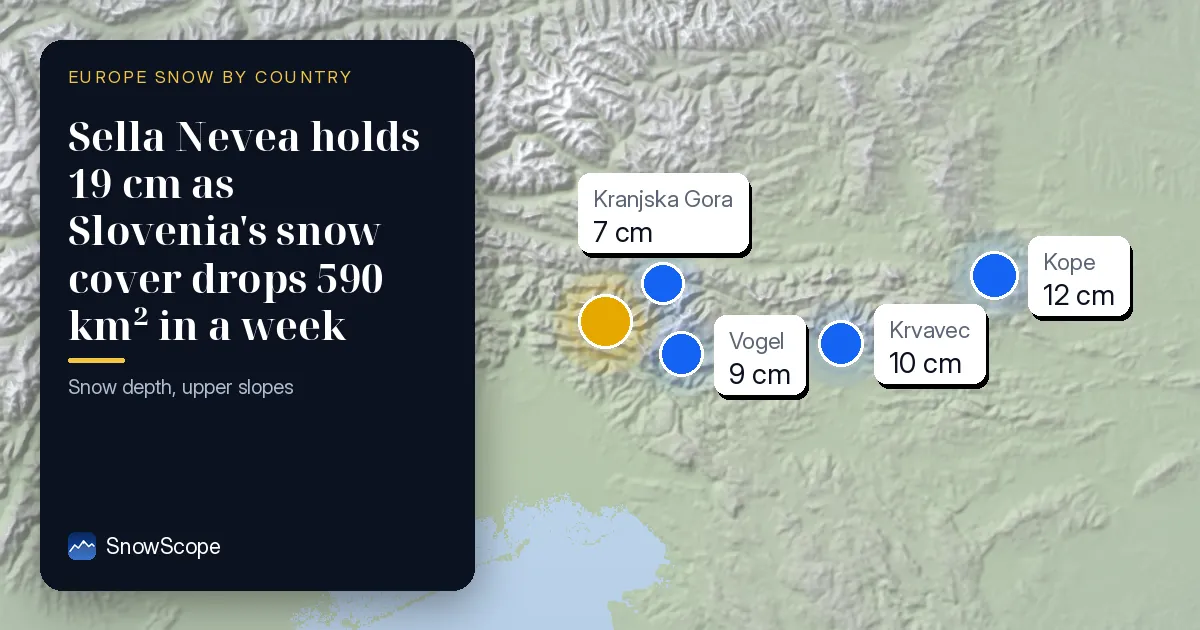 EUROPE SNOW BY COUNTRY
Sella Nevea holds
19 cm as
Slovenia's snow
cover drops 590
km² in a week
Snow depth, upper slopes
SnowScope
Kranjska Gora
7 cm
Vogel
9 cm
Krvavec
10 cm
Kope
12 cm